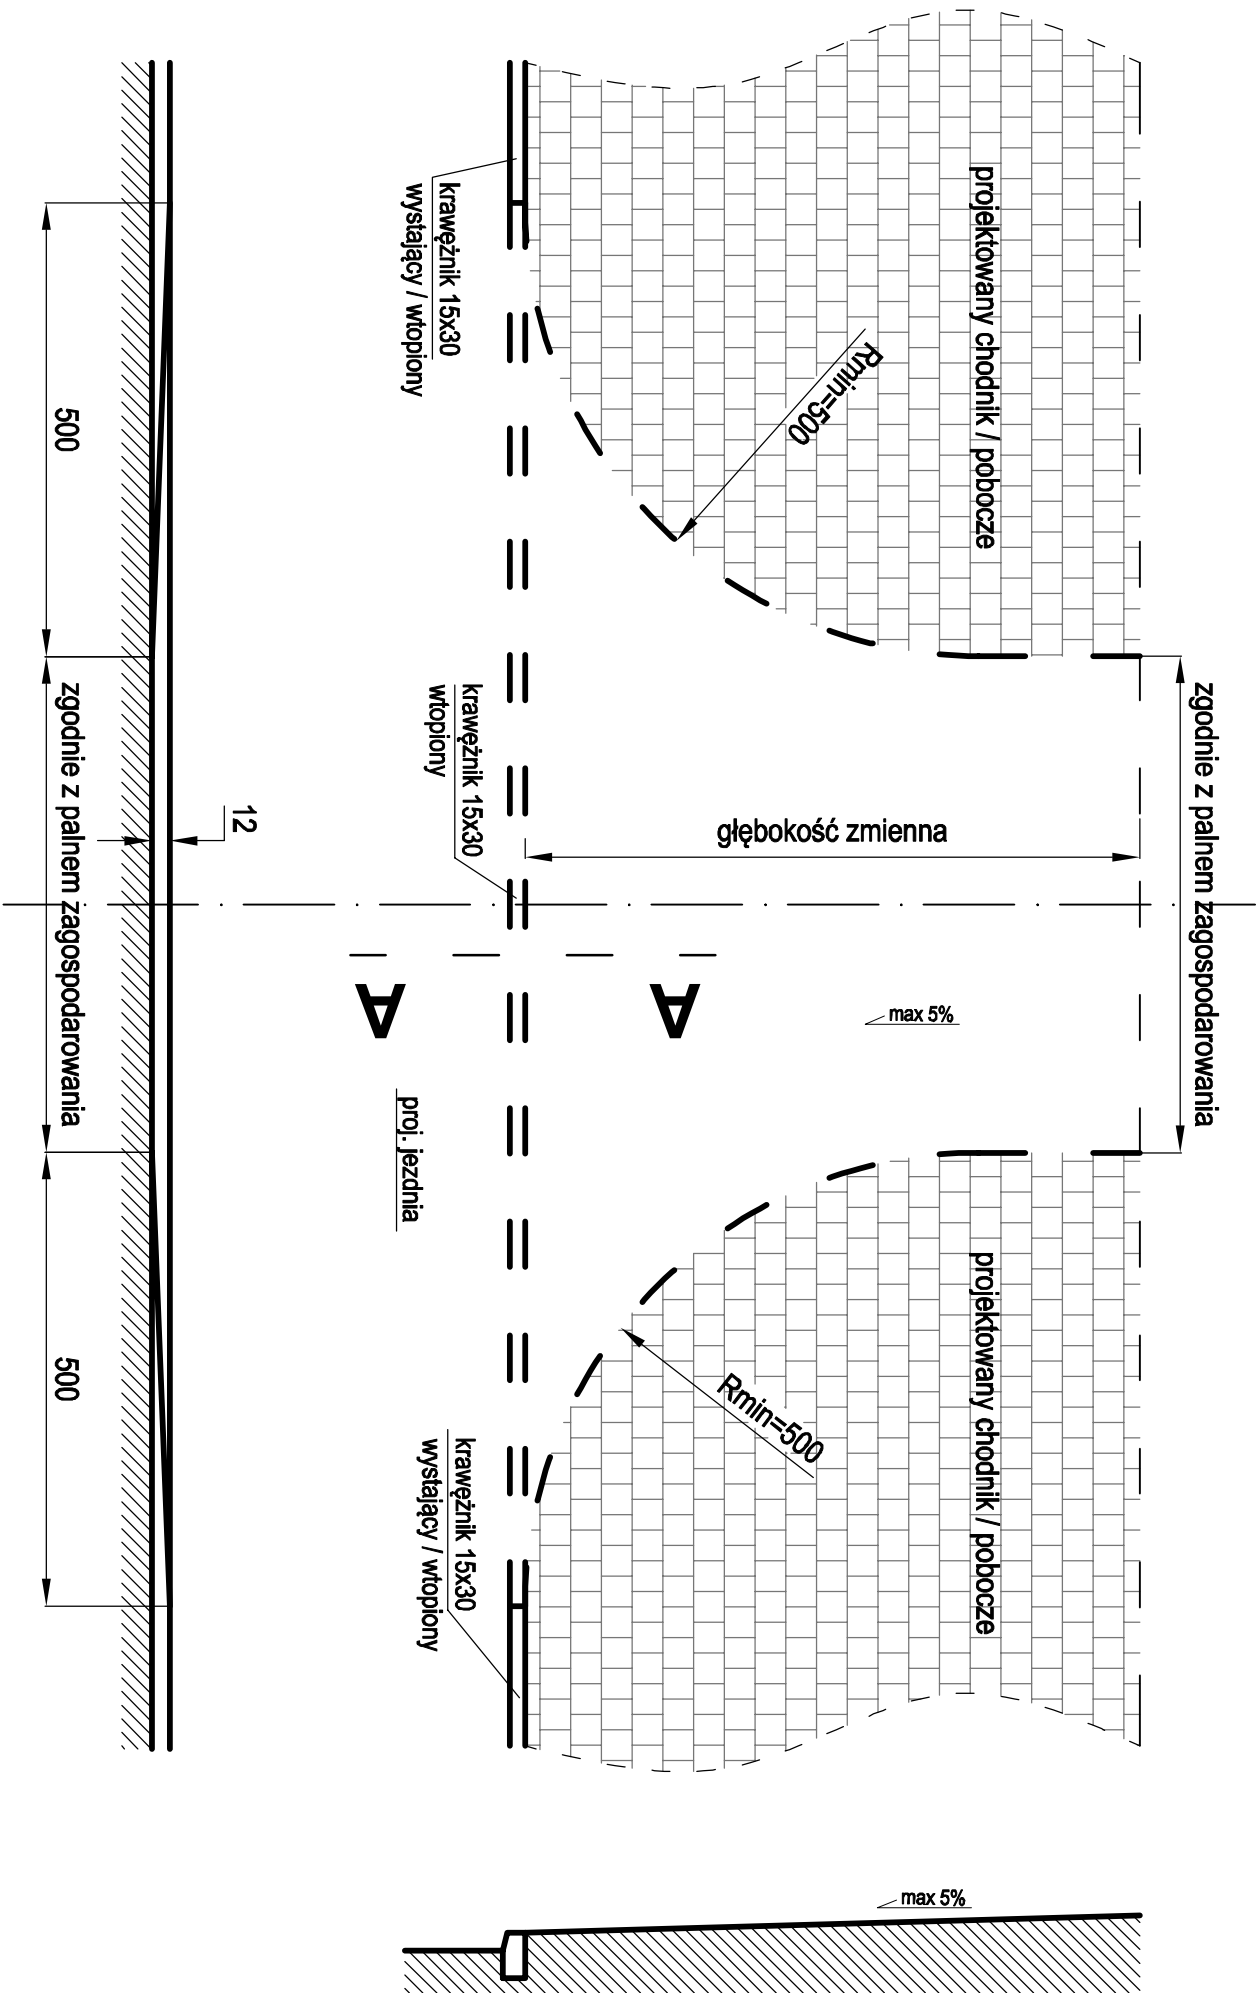 zgodnie z palnem zagospodarowania
projektowany chodnik / pobocze
projektowany chodnik / pobocze
Rmin=500
Rmin=500
głębokość zmienna
max 5%
krawężnik 15x30
wystający / wtopiony
krawężnik 15x30
wtopiony
krawężnik 15x30
wystający / wtopiony
A
A
proj. jezdnia
12
500
zgodnie z palnem zagospodarowania
500
max 5%